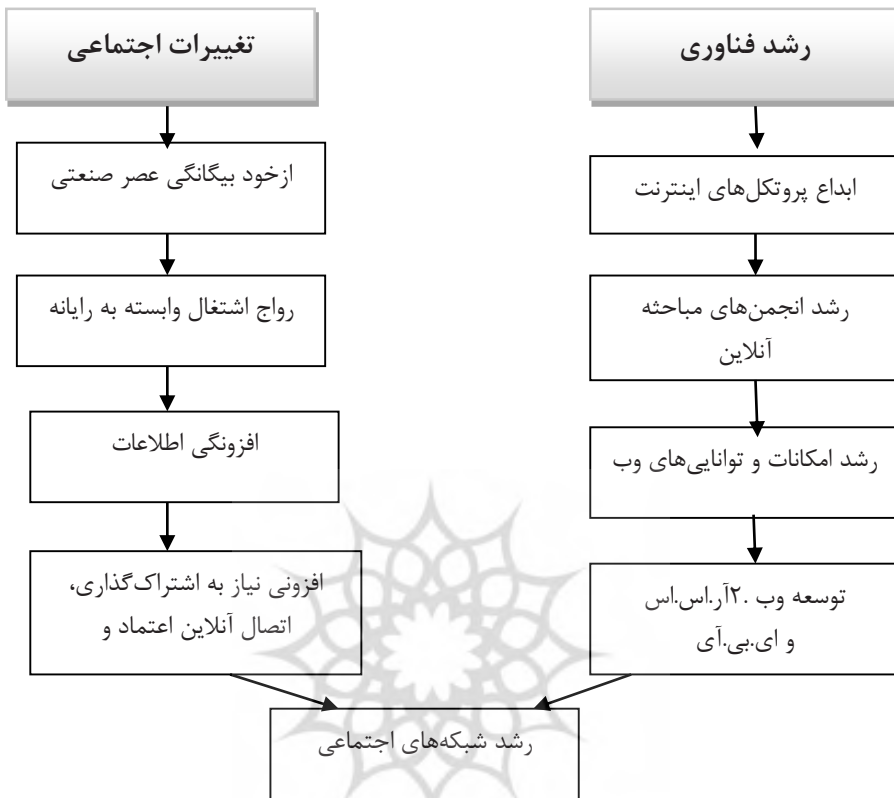 رشد فناوری
ابداع پروتکل‌های اینترنت
رشد انجمن‌های مباحثه
آنلاین
رشد امکانات و توانایی‌های وب
توسعه وب ۲.آر.اس.اس
و ای.بی.آی
تغییرات اجتماعی
ازخود بیگانگی عصر صنعتی
رواج اشتغال وابسته به رایانه
افزونگی اطلاعات
افزونی نیاز به اشتراک‌گذاری،
اتصال آنلاین اعتماد و
رشد شبکه‌های اجتماعی